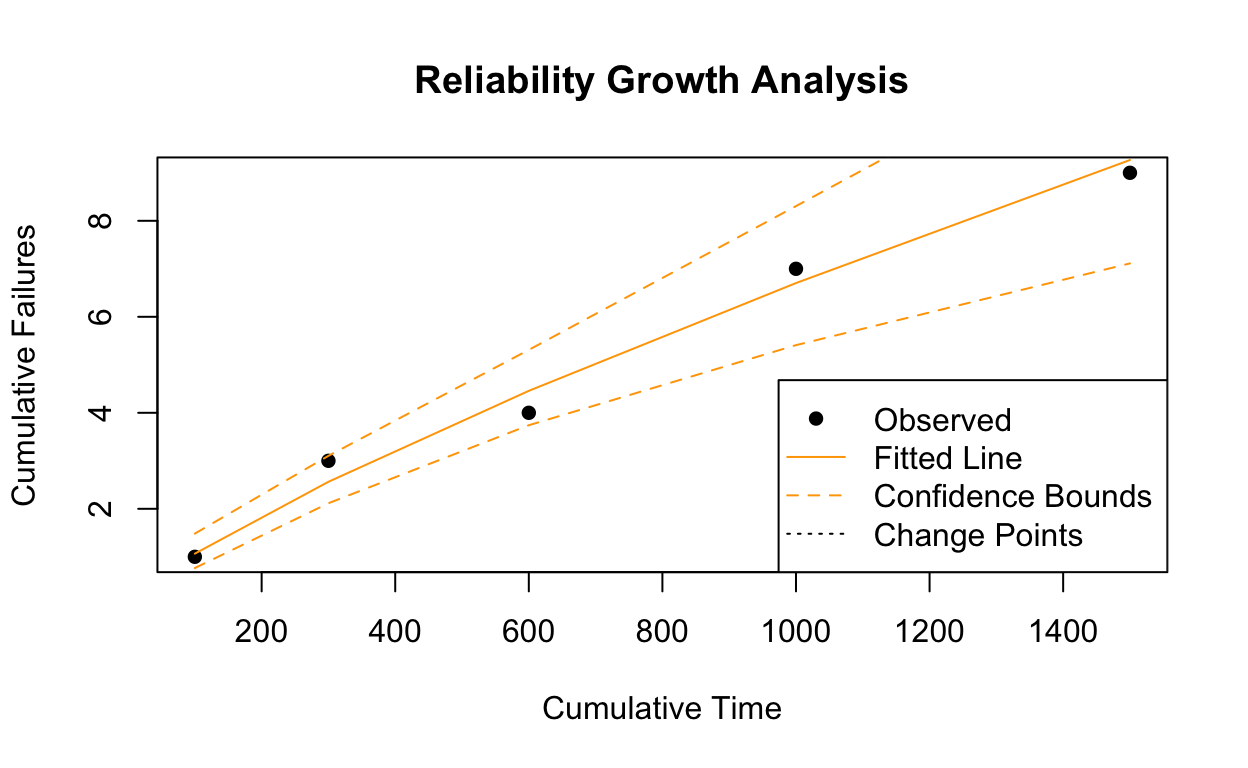 Reliability Growth Analysis
Cumulative Failures
8
6
4
2
Observed
Fitted Line
Confidence Bounds
Change Points
200 400 600 800 1000 1200 1400
Cumulative Time